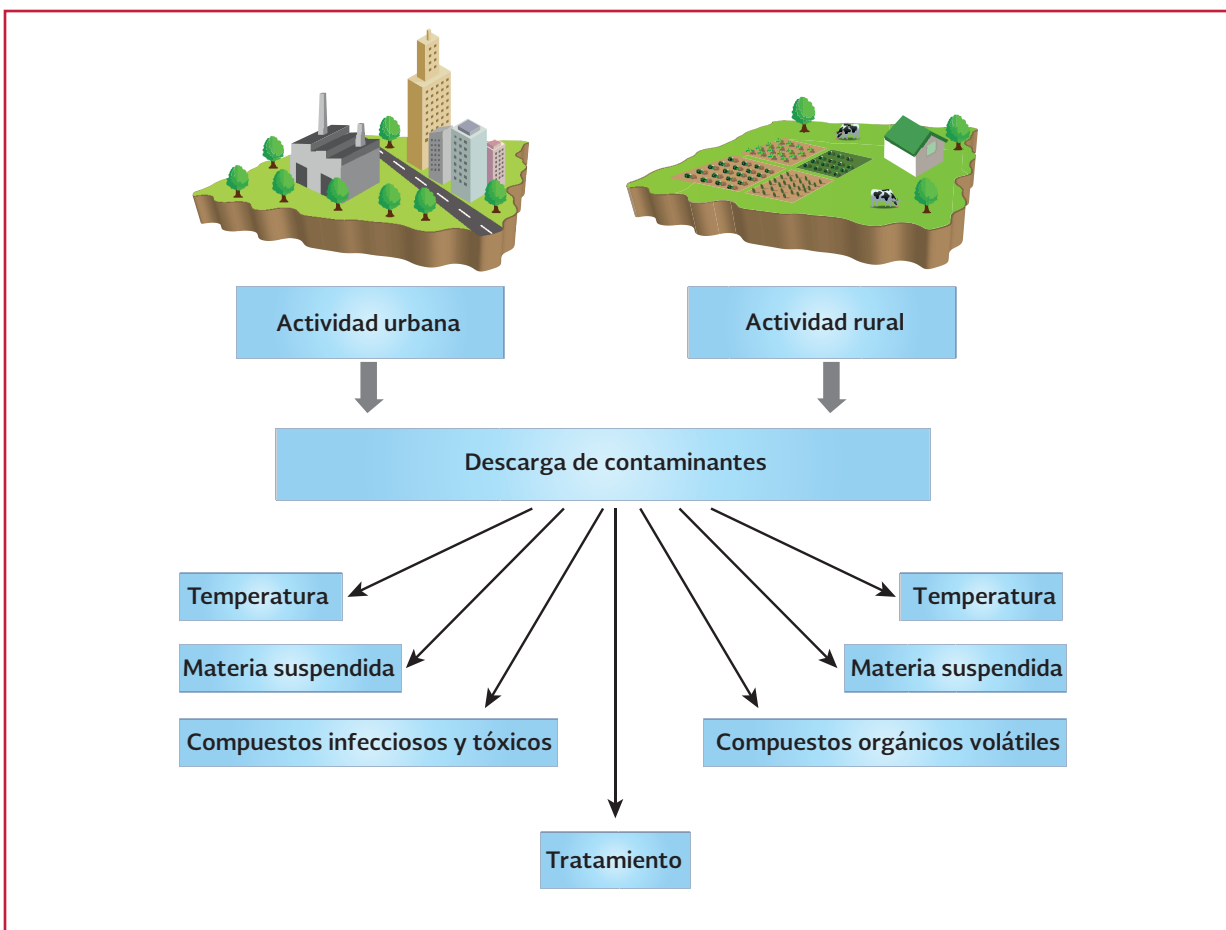 Actividad urbana
Actividad rural
Descarga de contaminantes
Temperatura
Temperatura
Materia suspendida
Materia suspendida
Compuestos infecciosos y tóxicos
Compuestos orgánicos volátiles
Tratamiento